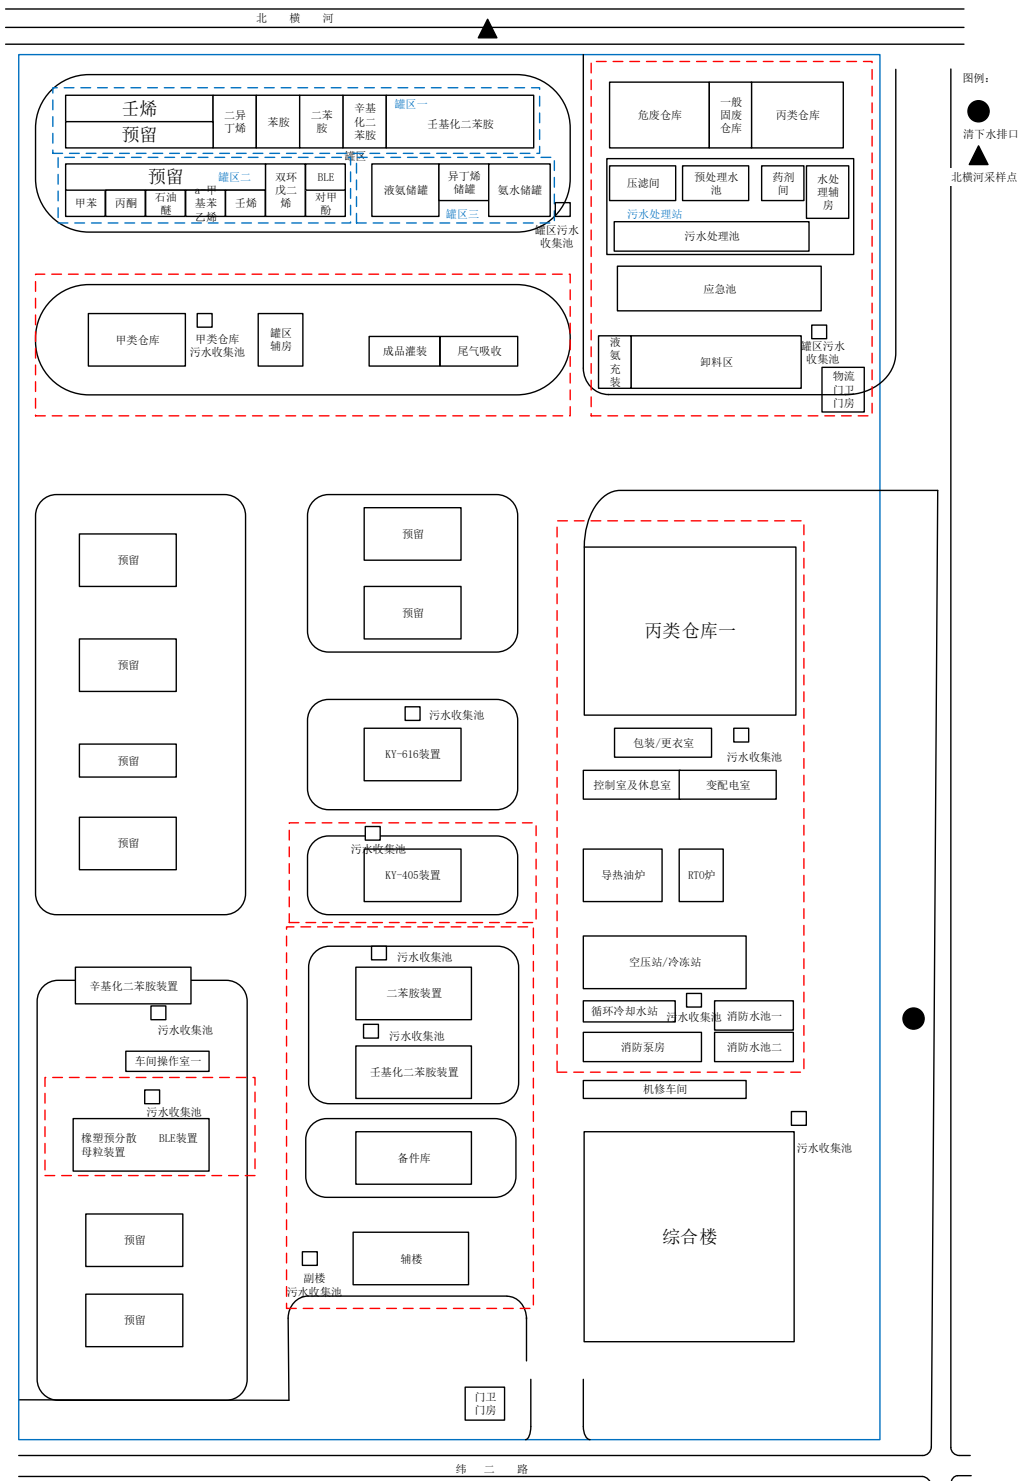 北 横 河
图例：
清下水排口
北横河采样点
罐区一
壬烯
预留
二异
丁烯
苯胺
二苯
胺
辛基
化二
苯胺
壬基化二苯胺
罐区
预留
罐区二
双环
戊二
烯
BLE
对甲
酚
甲苯
丙酮
石油
醚
a-甲
基苯
乙烯
壬烯
液氨储罐
异丁烯
储罐
氨水储罐
罐区三
罐区污水
收集池
危废仓库
一般
固废
仓库
丙类仓库
压滤间
预处理水
池
药剂
间
水处
理辅
房
污水处理站
污水处理池
应急池
罐区污水
收集池
液
氨
充
装
卸料区
物流
门卫
门房
甲类仓库
甲类仓库
污水收集池
罐区
辅房
成品灌装
尾气吸收
预留
预留
预留
预留
预留
预留
污水收集池
KY-616装置
污水收集池
KY-405装置
丙类仓库一
包装/更衣室
污水收集池
控制室及休息室
变配电室
导热油炉
RTO炉
空压站/冷冻站
循环冷却水站
污水收集池
消防水池一
消防泵房
消防水池二
机修车间
污水收集池
综合楼
辛基化二苯胺装置
污水收集池
车间操作室一
污水收集池
橡塑预分散
母粒装置
BLE装置
预留
预留
污水收集池
二苯胺装置
污水收集池
壬基化二苯胺装置
备件库
辅楼
副楼
污水收集池
门卫
门房
纬 二 路